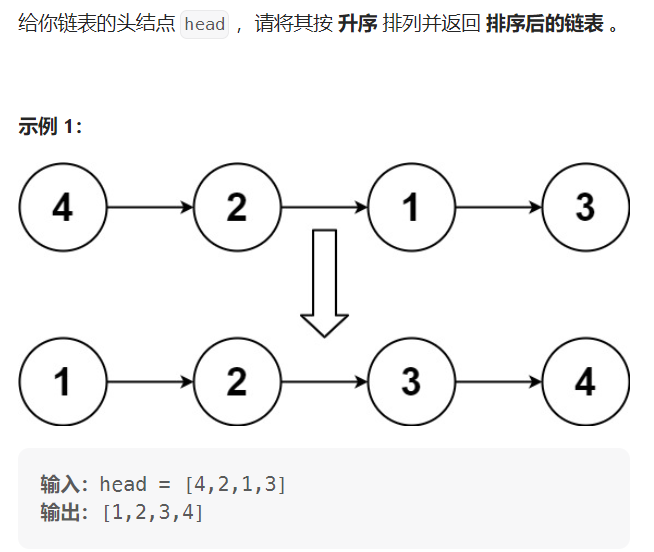 给你链表的头结点 head ，请将其按 升序 排列并返回 排序后的链表 。
示例 1：
4 2 1 3
1 2 3 4
输入：head = [4,2,1,3]
输出：[1,2,3,4]